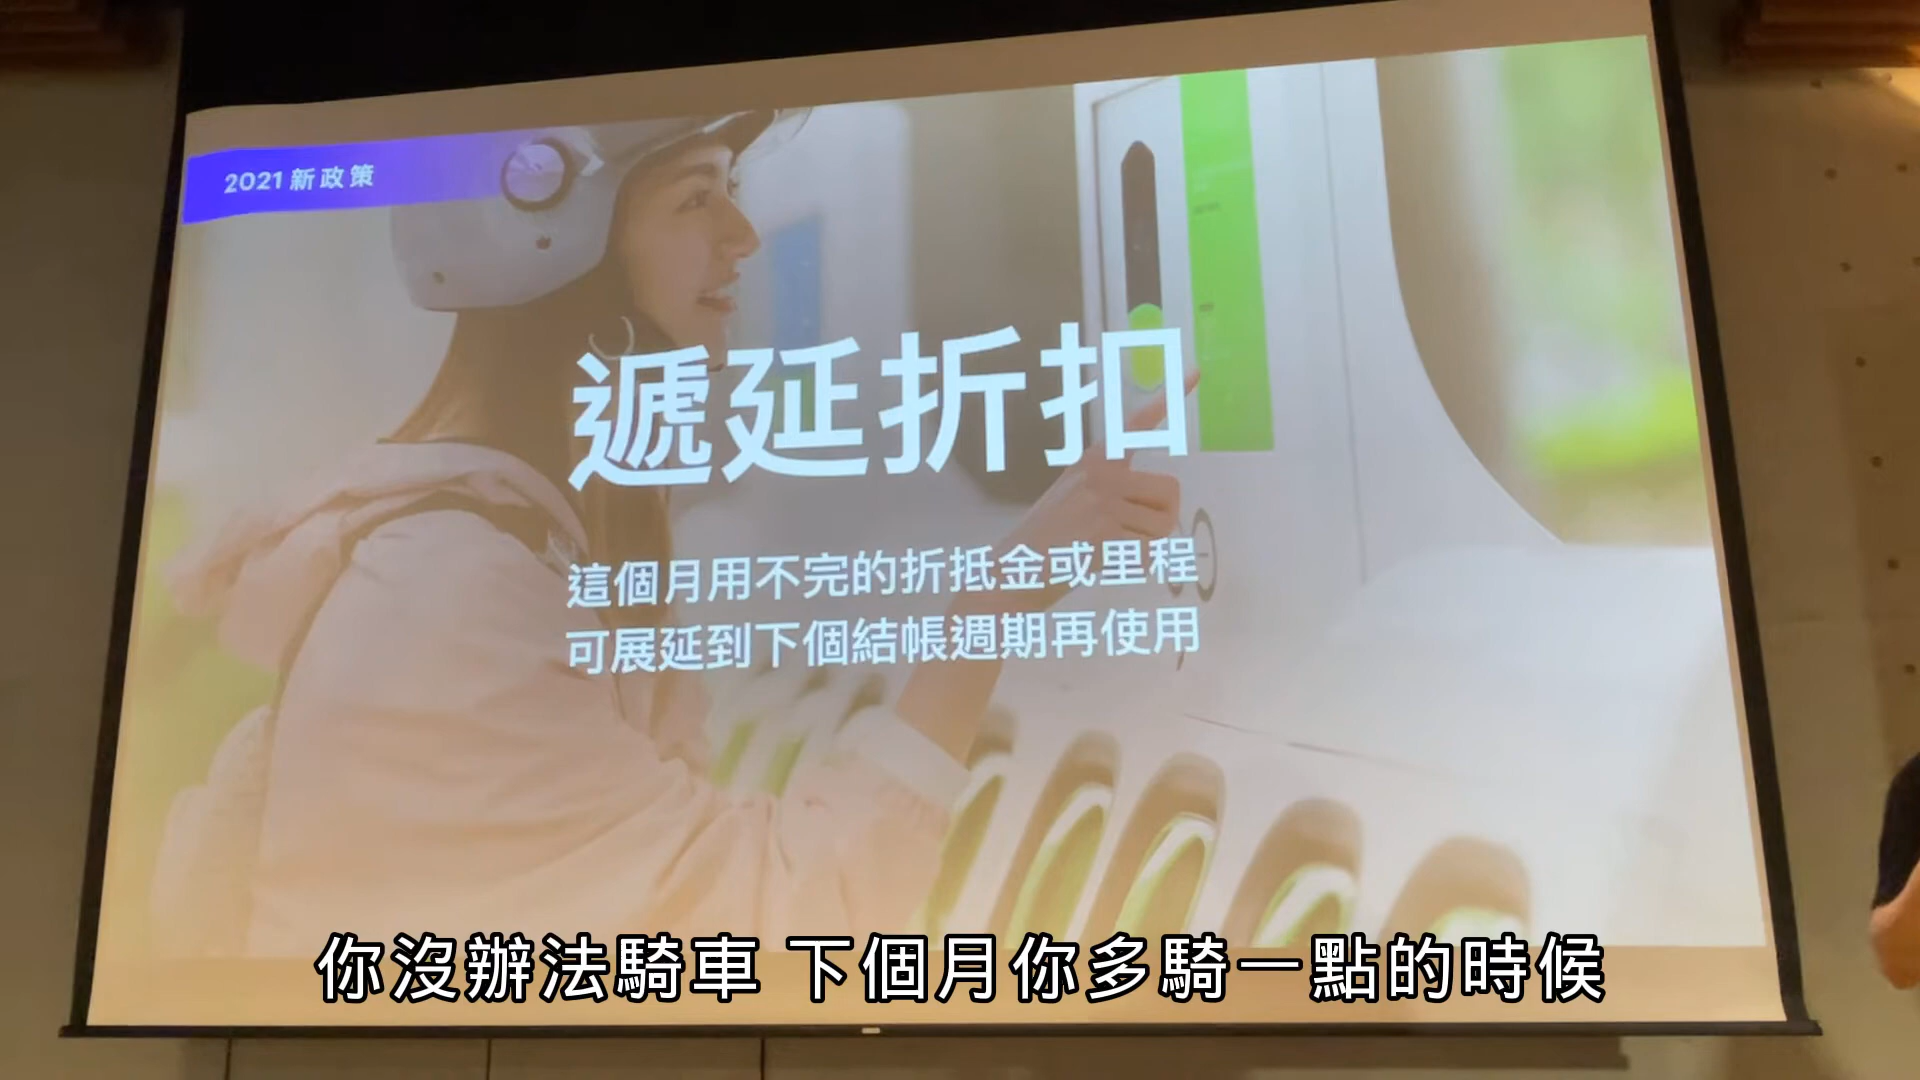 2021 新政策
遞延折扣
這個月用不完的折抵金或里程
可展延到下個結帳週期再使用
你沒辦法騎車 下個月你多騎一點的時候